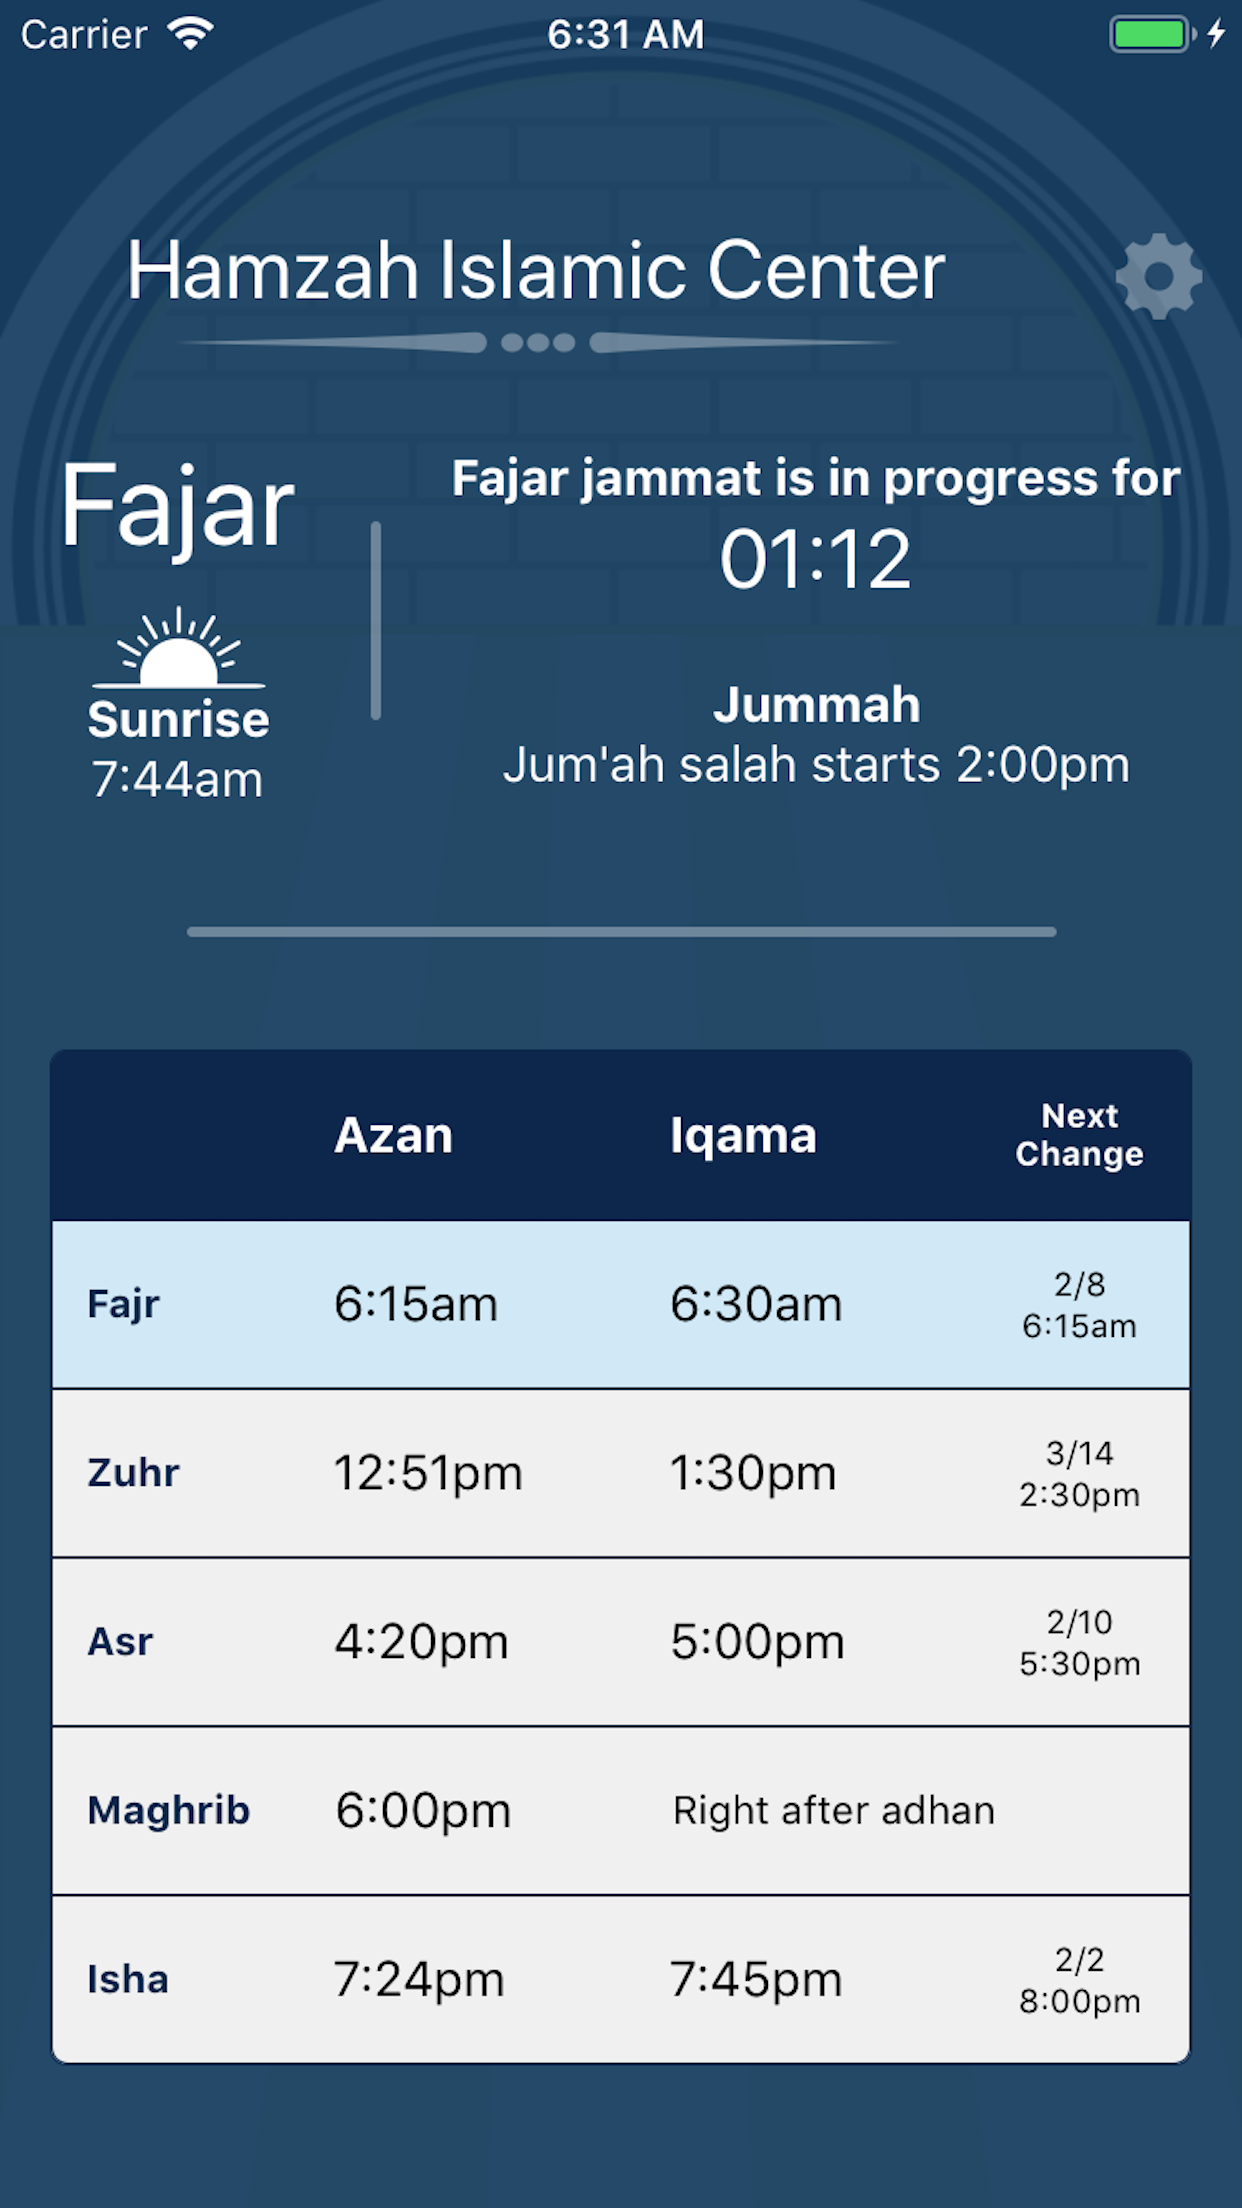 Carrier 6:31 AM
Hamzah Islamic Center
Fajar
Fajar jammat is in progress for
01:12
Sunrise
7:44am
Jummah
Jum'ah salah starts 2:00pm
Azan Iqama Next Change
Fajr 6:15am 6:30am 2/8 6:15am
Zuhr 12:51pm 1:30pm 3/14 2:30pm
Asr 4:20pm 5:00pm 2/10 5:30pm
Maghrib 6:00pm Right after adhan
Isha 7:24pm 7:45pm 2/2 8:00pm